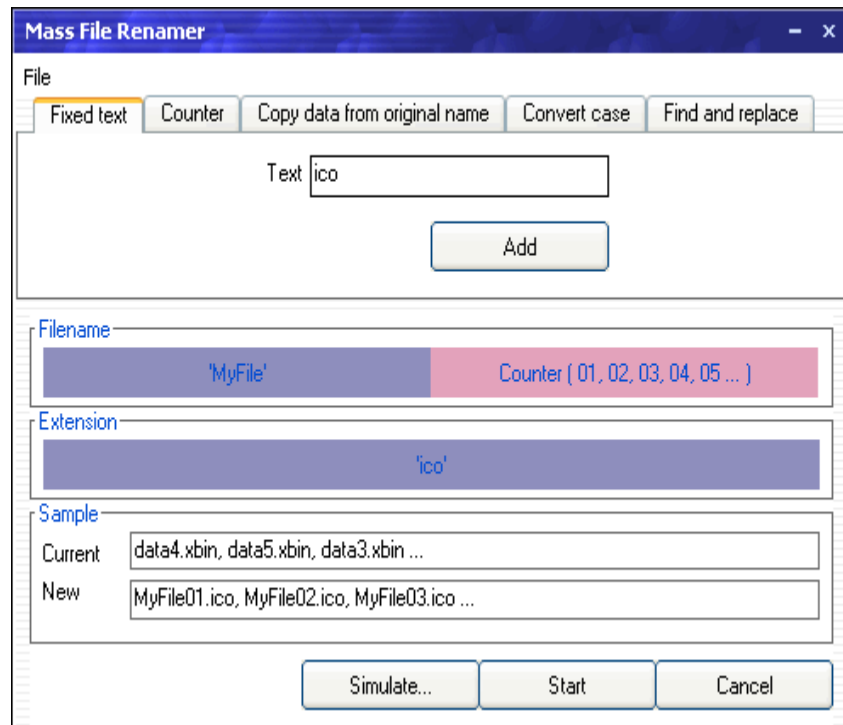 Mass File Renamer
File
Fixed text Counter Copy data from original name Convert case Find and replace
Text ico
Add
Filename
'MyFile' Counter ( 01, 02, 03, 04, 05 ... )
Extension
'ico'
Sample
Current data4.xbin, data5.xbin, data3.xbin ...
New MyFile01.ico, MyFile02.ico, MyFile03.ico ...
Simulate... Start Cancel